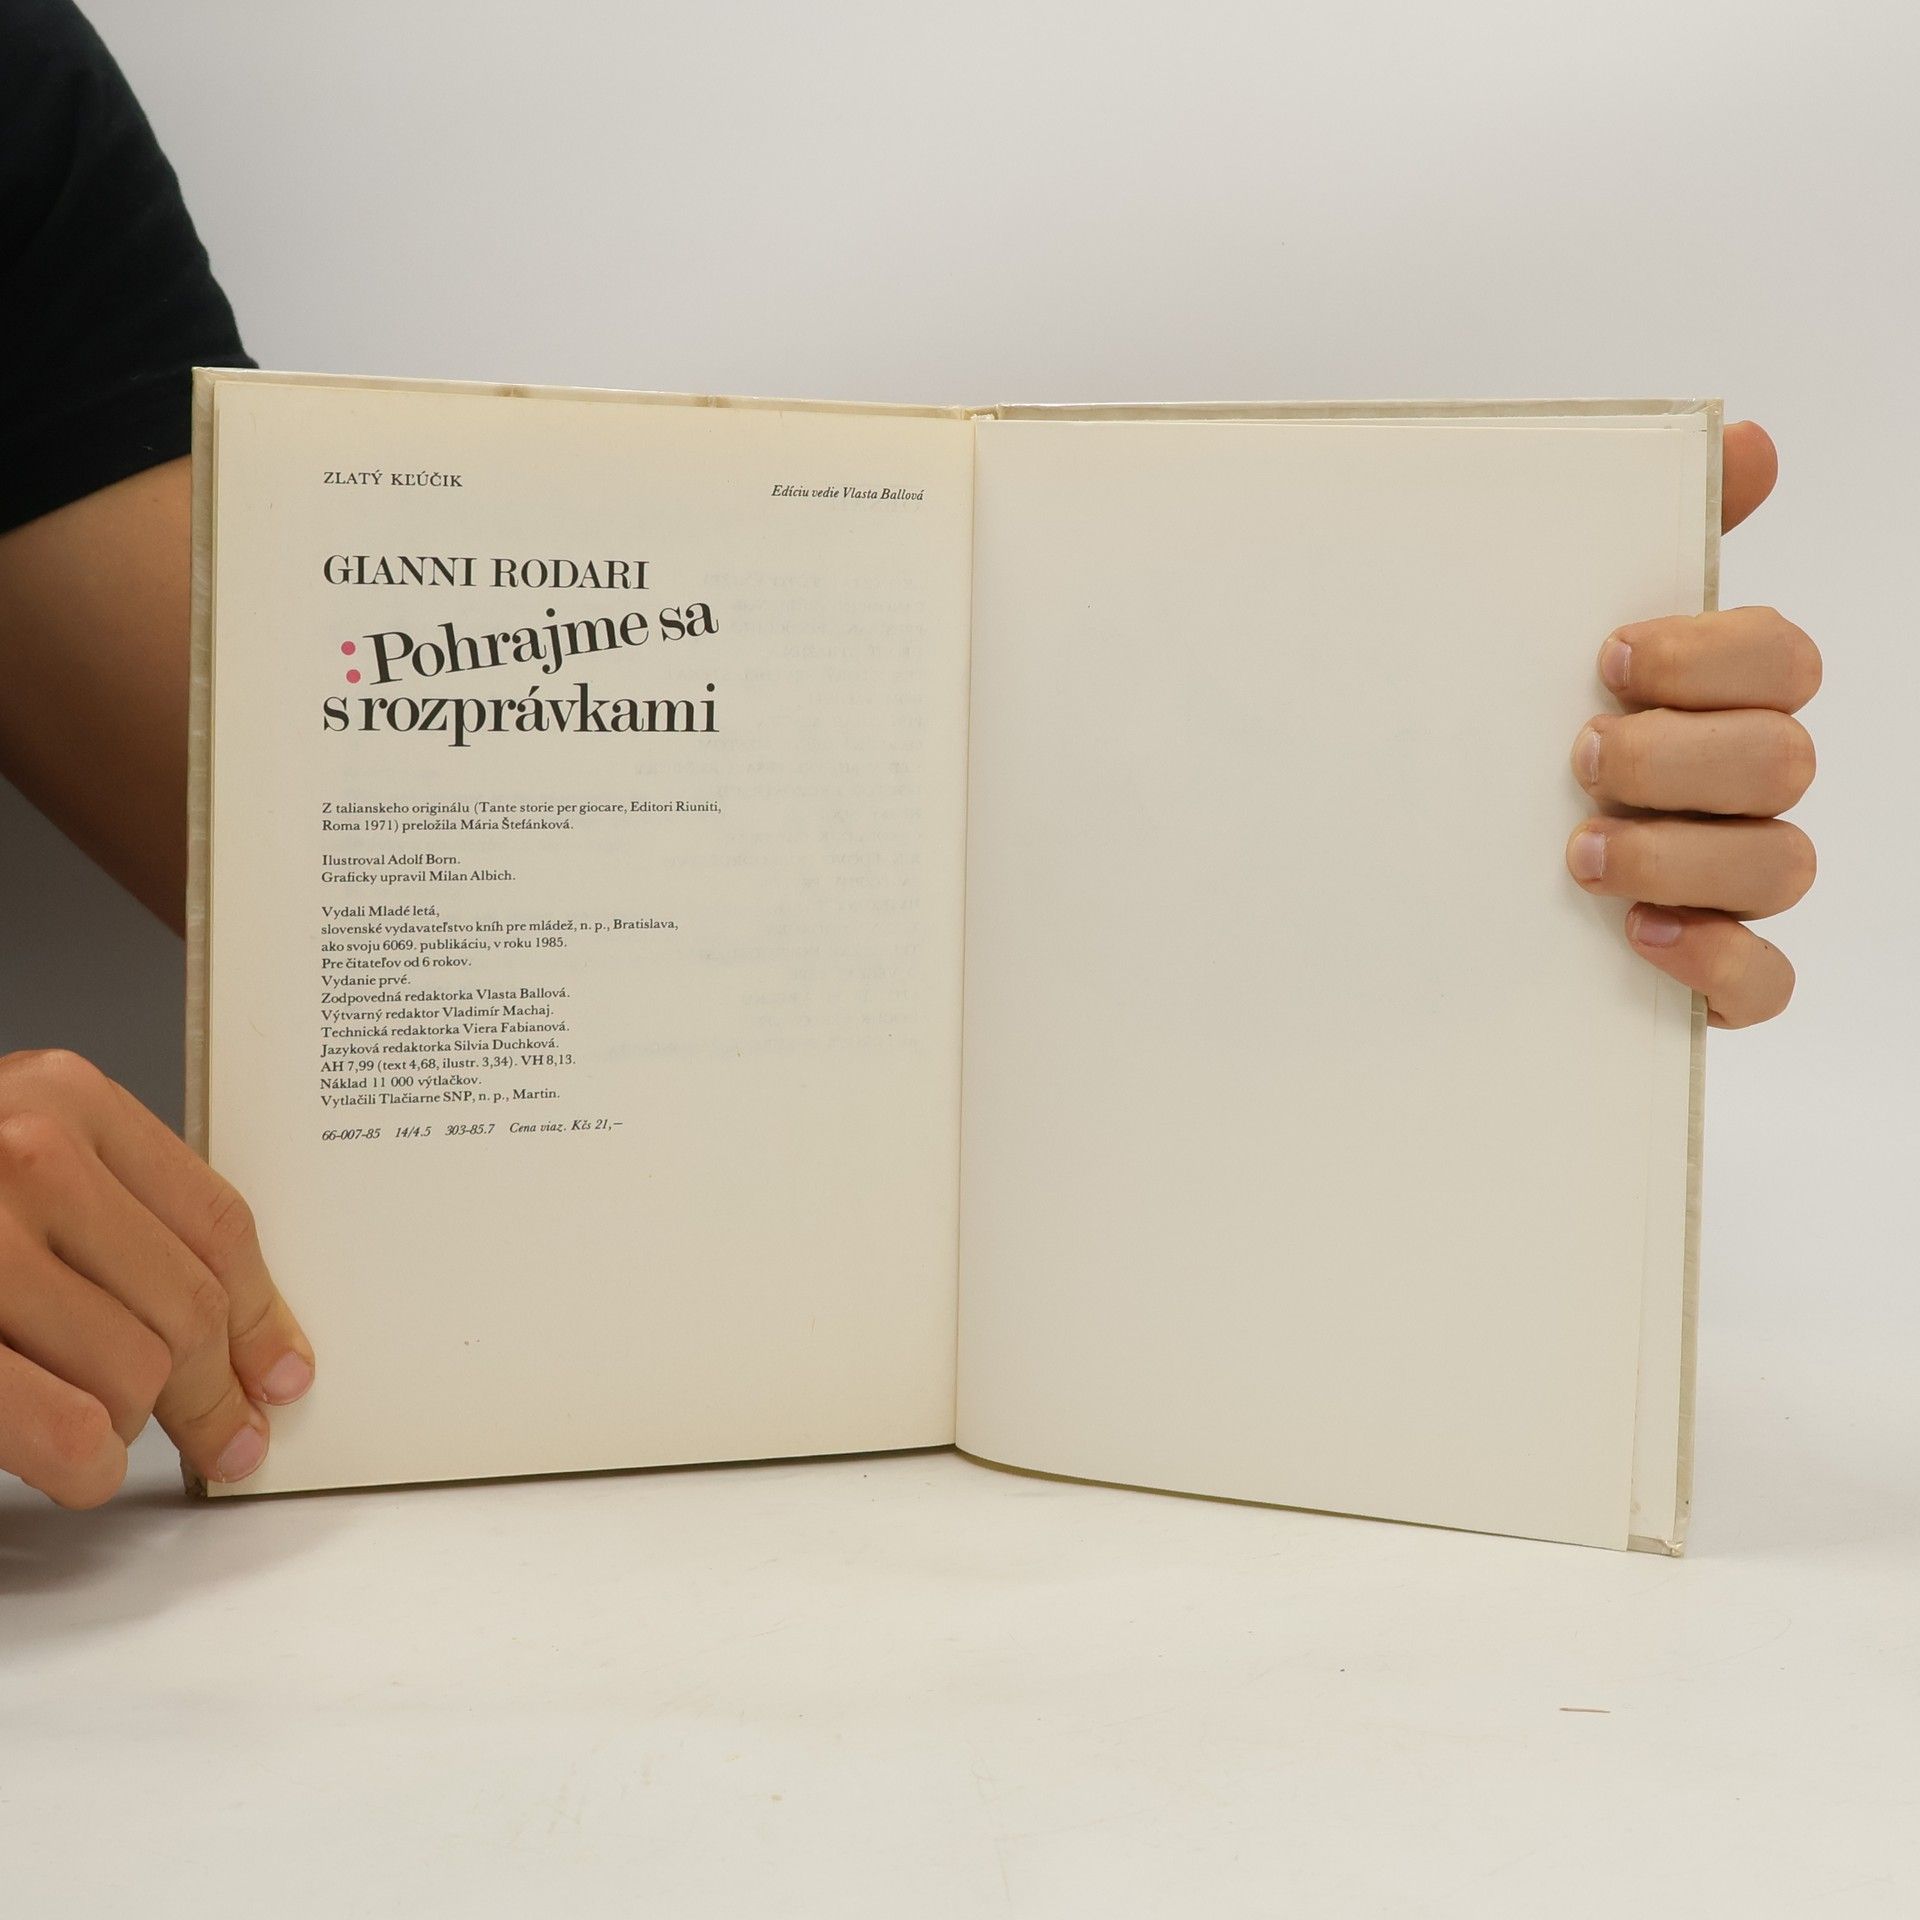 ZLATÝ KĽÚČIK
Edíciu vedie Vlasta Ballová
GIANNI RODARI
:Pohrajme sa
s rozprávkami
Z talianskeho originálu (Tante storie per giocare, Editori Riuniti,
Roma 1971) preložila Mária Štefánková.
Ilustroval Adolf Born.
Graficky upravil Milan Albich.
Vydali Mladé letá,
slovenské vydavateľstvo kníh pre mládež, n. p., Bratislava,
ako svoju 6069. publikáciu, v roku 1985.
Pre čitateľov od 6 rokov.
Vydanie prvé.
Zodpovedná redaktorka Vlasta Ballová.
Výtvarný redaktor Vladimír Machaj.
Technická redaktorka Viera Fabianová.
Jazyková redaktorka Silvia Duchková.
AH 7,99 (text 4,68, ilustr. 3,34). VH 8,13.
Náklad 11 000 výtlačkov.
Vytlačili Tlačiarne SNP, n. p., Martin.
66-007-85 14/4.5 303-85.7 Cena viaz. Kčs 21,—